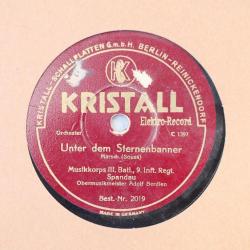 KRISTALL-SCHALLPLATTEN G.m.b.H. BERLIN-REINICKENDORF
K
KRISTALL
Elektro-Record
Orchester
C 1397
Unter dem Sternenbanner
Marsch (Sousa)
Musikkorps III. Batl., 9. Inft. Regt.
Spandau
Obermusikmeister Adolf Berdien
Best. Nr. 2019
MADE IN GERMANY